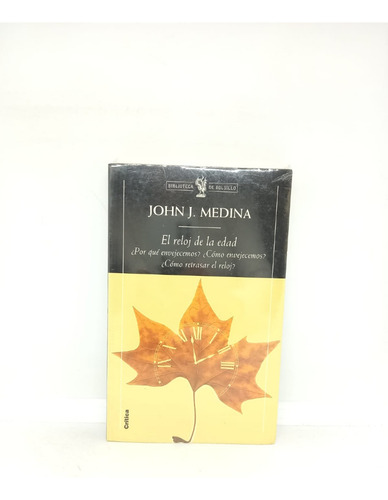 BIBLIOTECA DE BOLSILLO
JOHN J. MEDINA
El reloj de la edad
¿Por qué envejecemos? ¿Cómo envejecemos?
¿Cómo retrasar el reloj?
Crítica